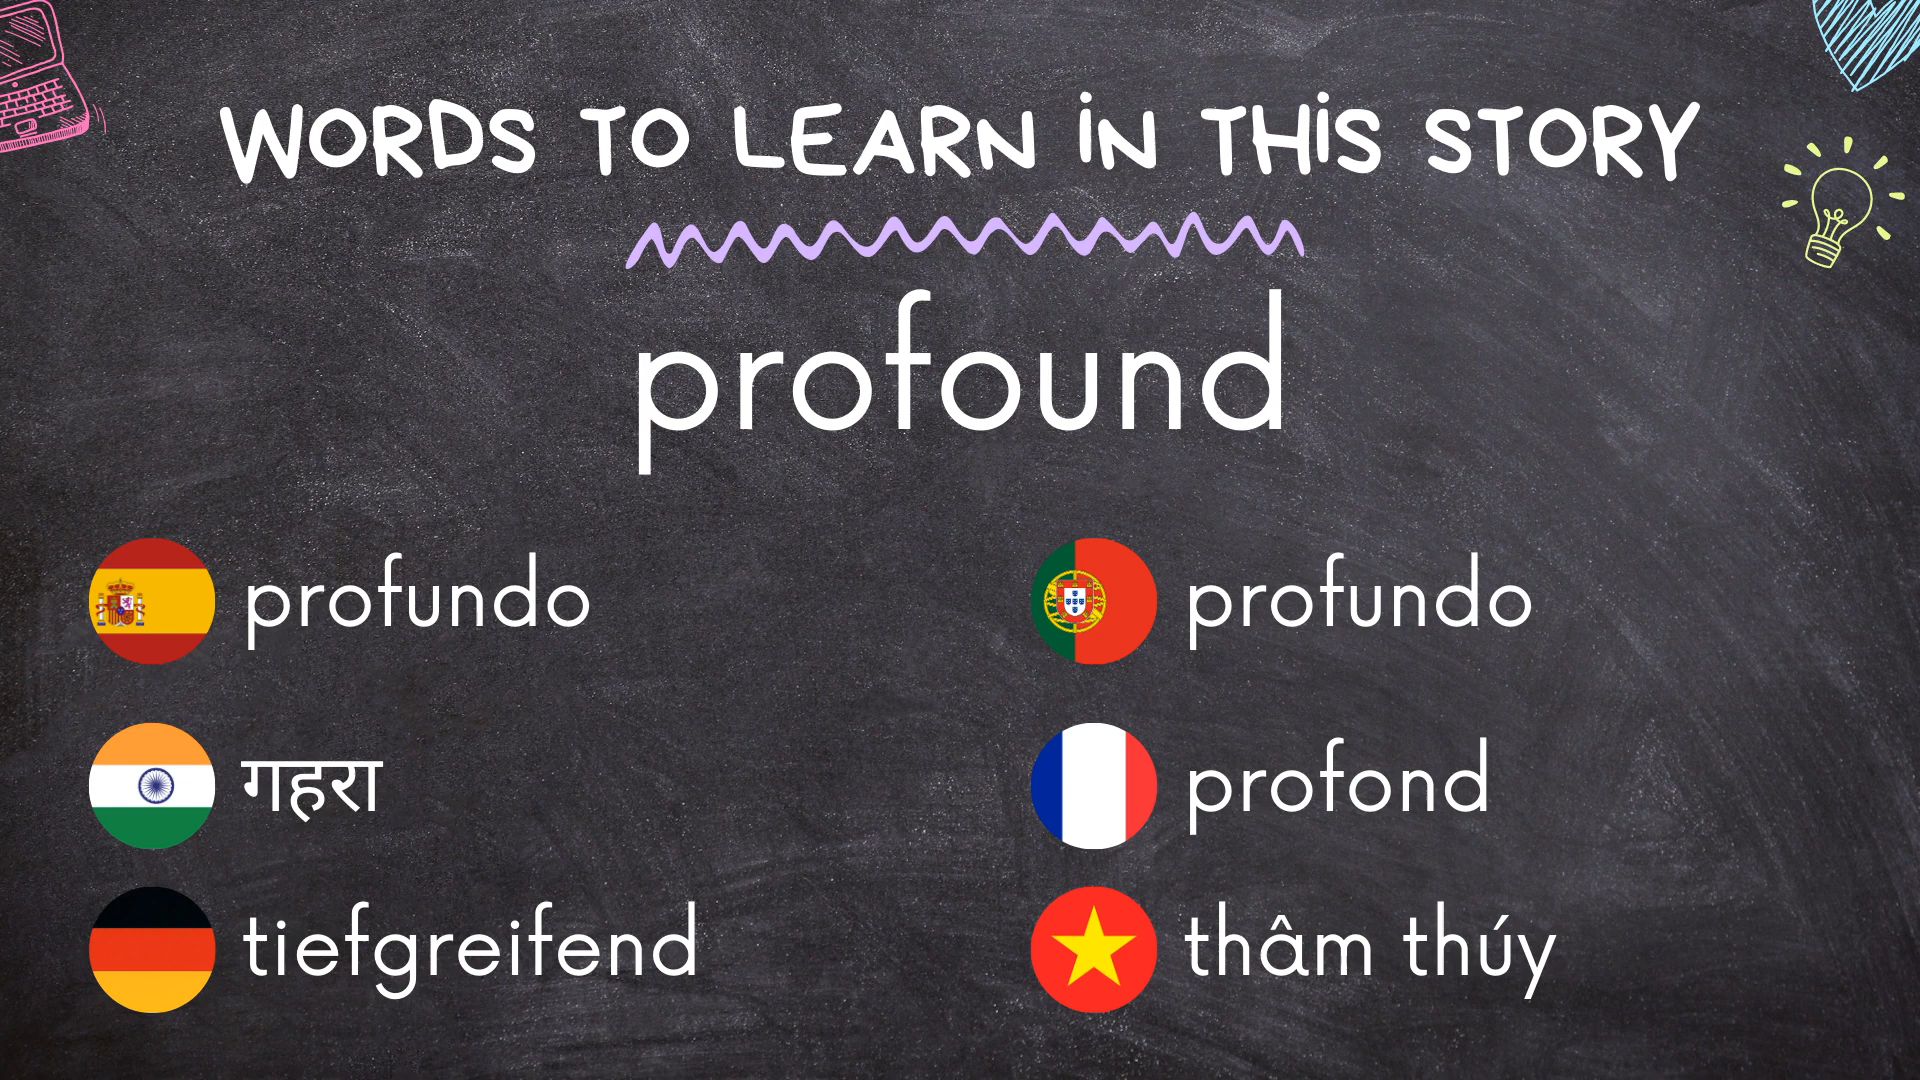 WORDS TO LEARN iN THiS STORY
profound
profundo
profundo
गहरा
profond
tiefgreifend
thâm thúy